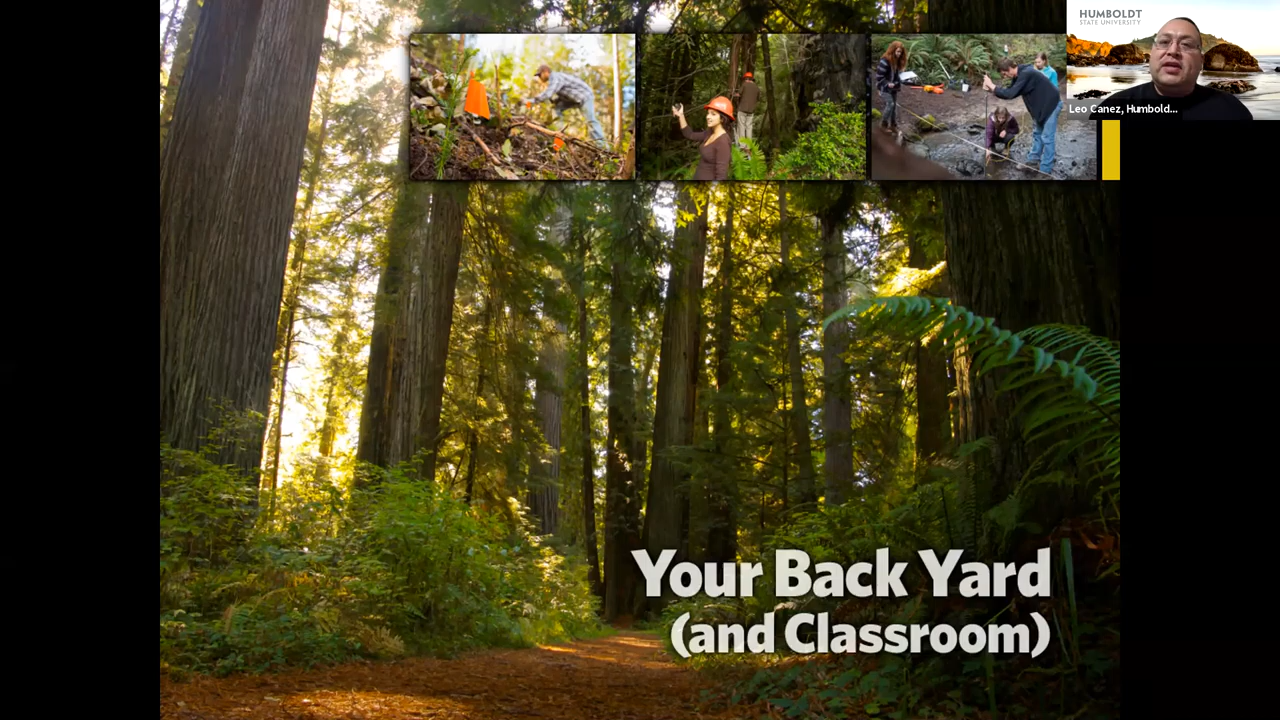 HUMBOLDT
STATE UNIVERSITY
Leo Canez, Humbold...
Your Back Yard
(and Classroom)